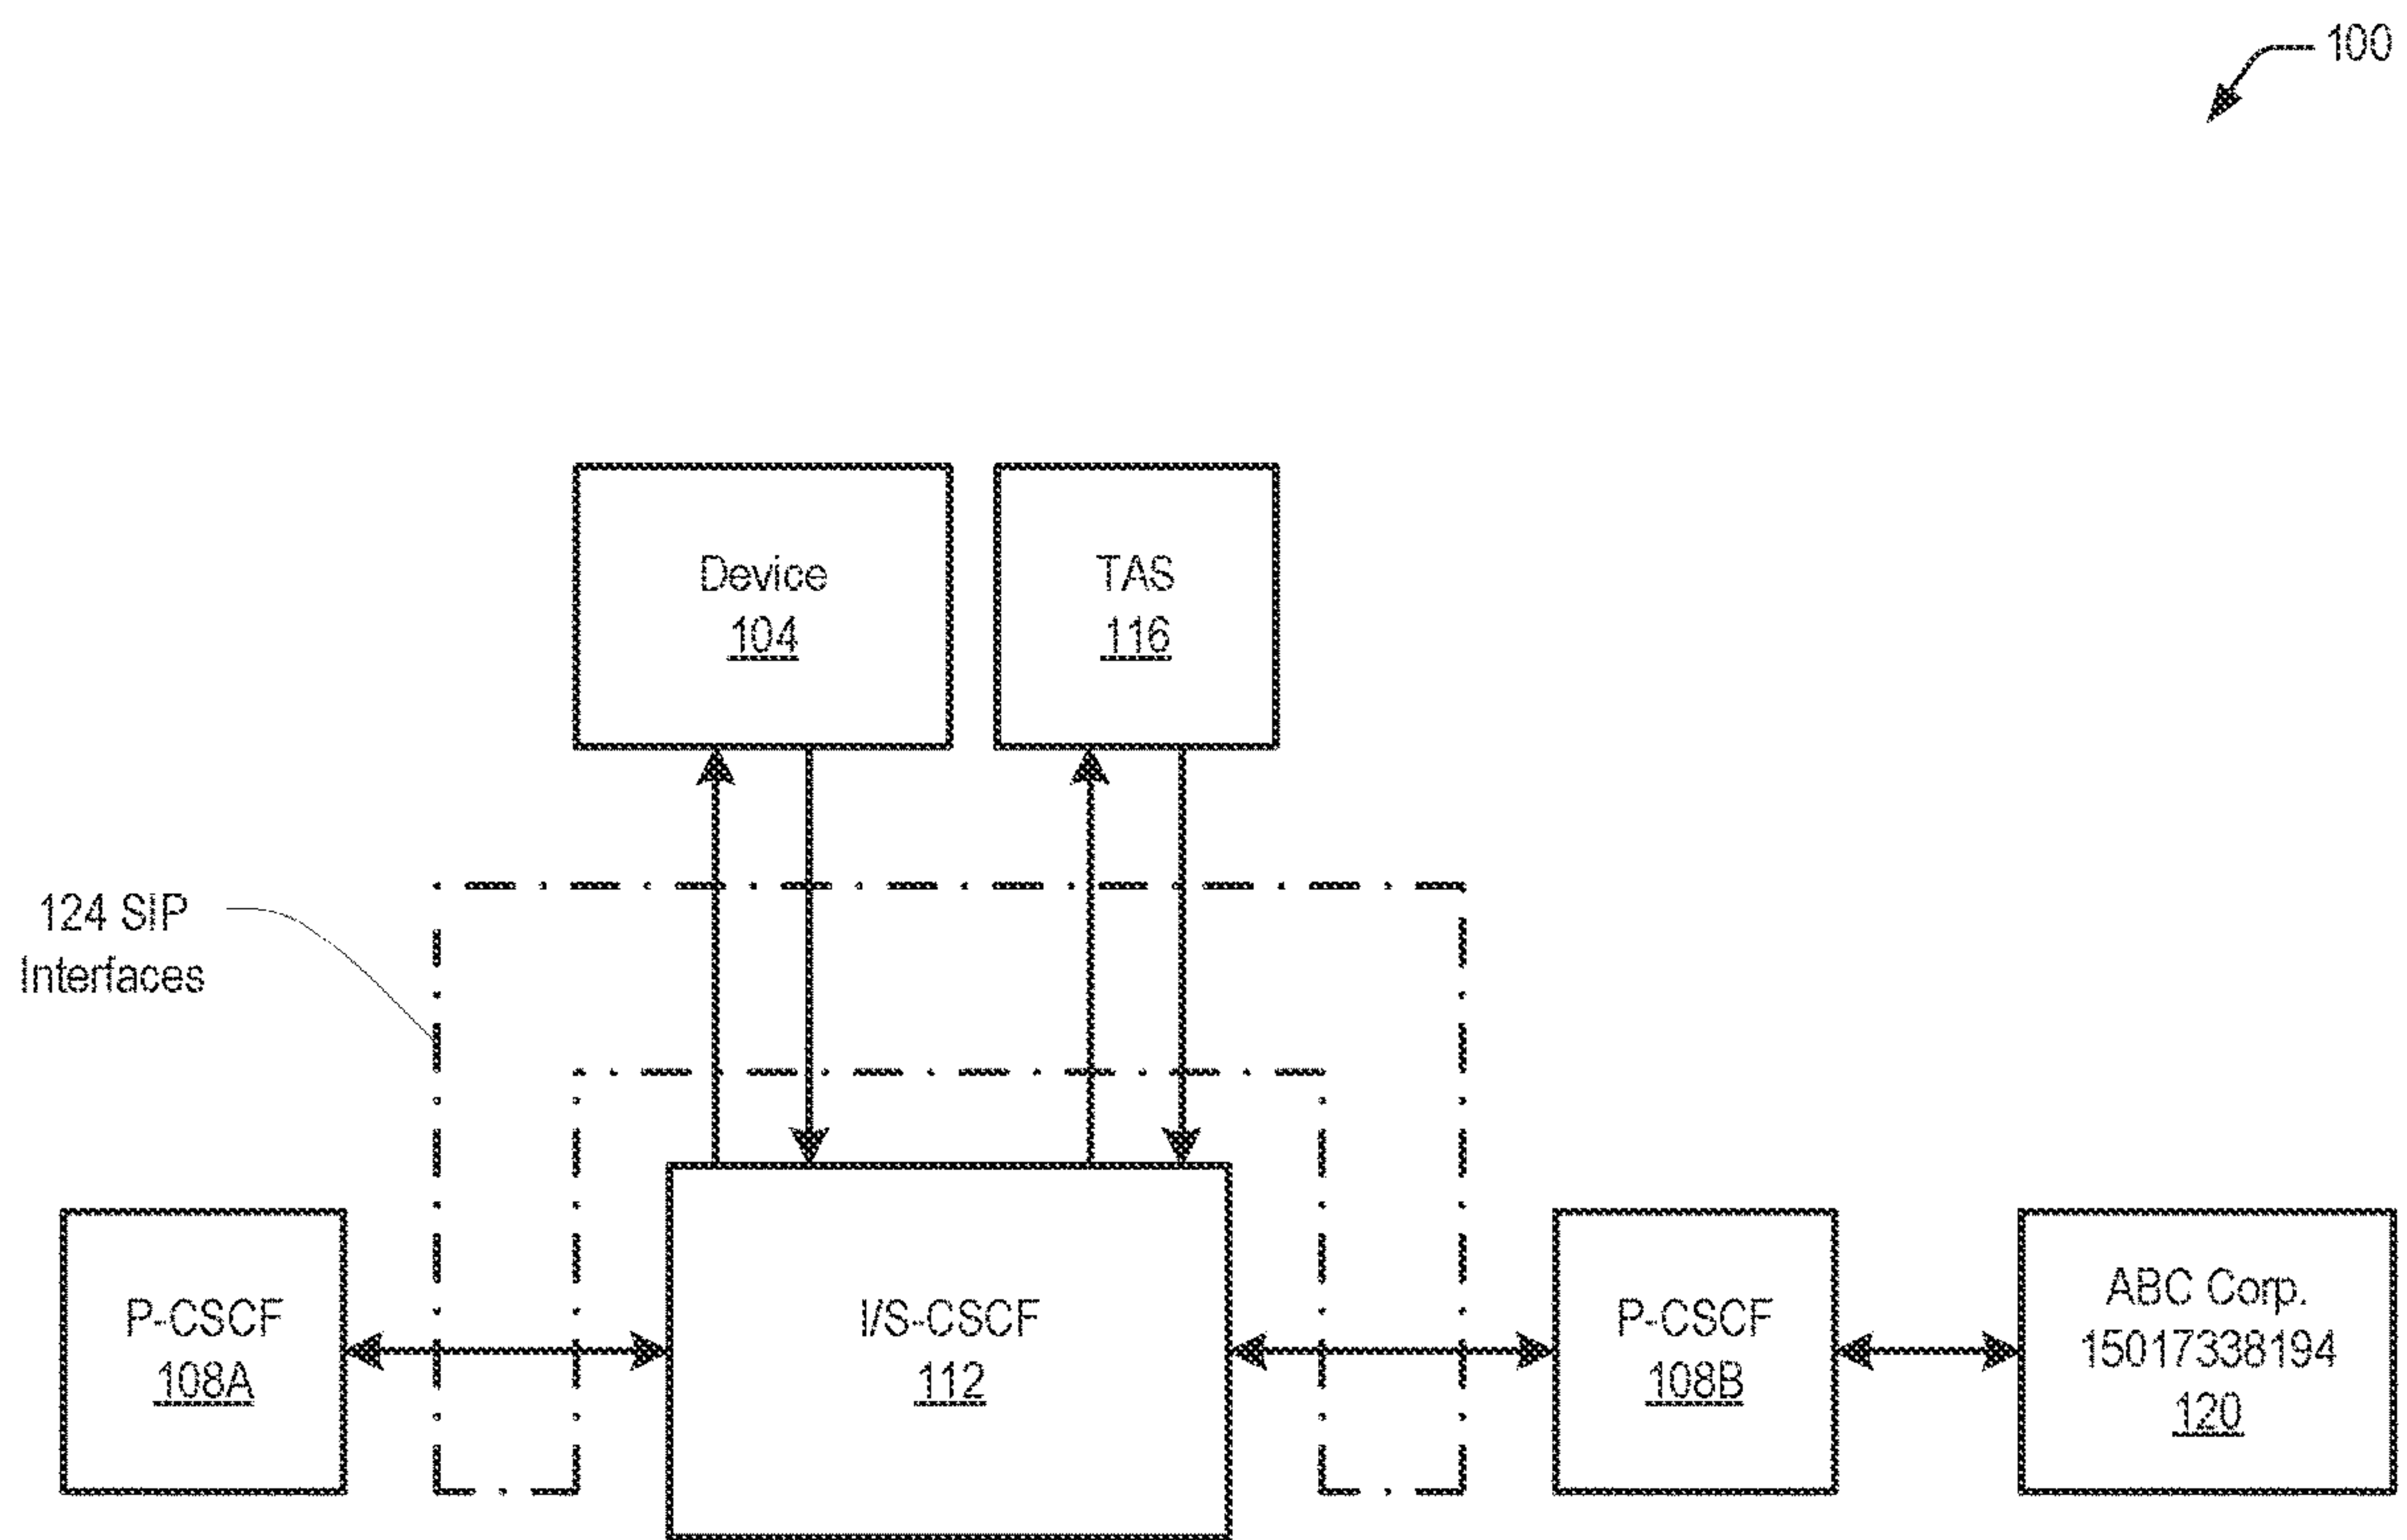 100
Device
104
TAS
116
124 SIP
Interfaces
P-CSCF
108A
I/S-CSCF
112
P-CSCF
108B
ABC Corp.
15017338194
120